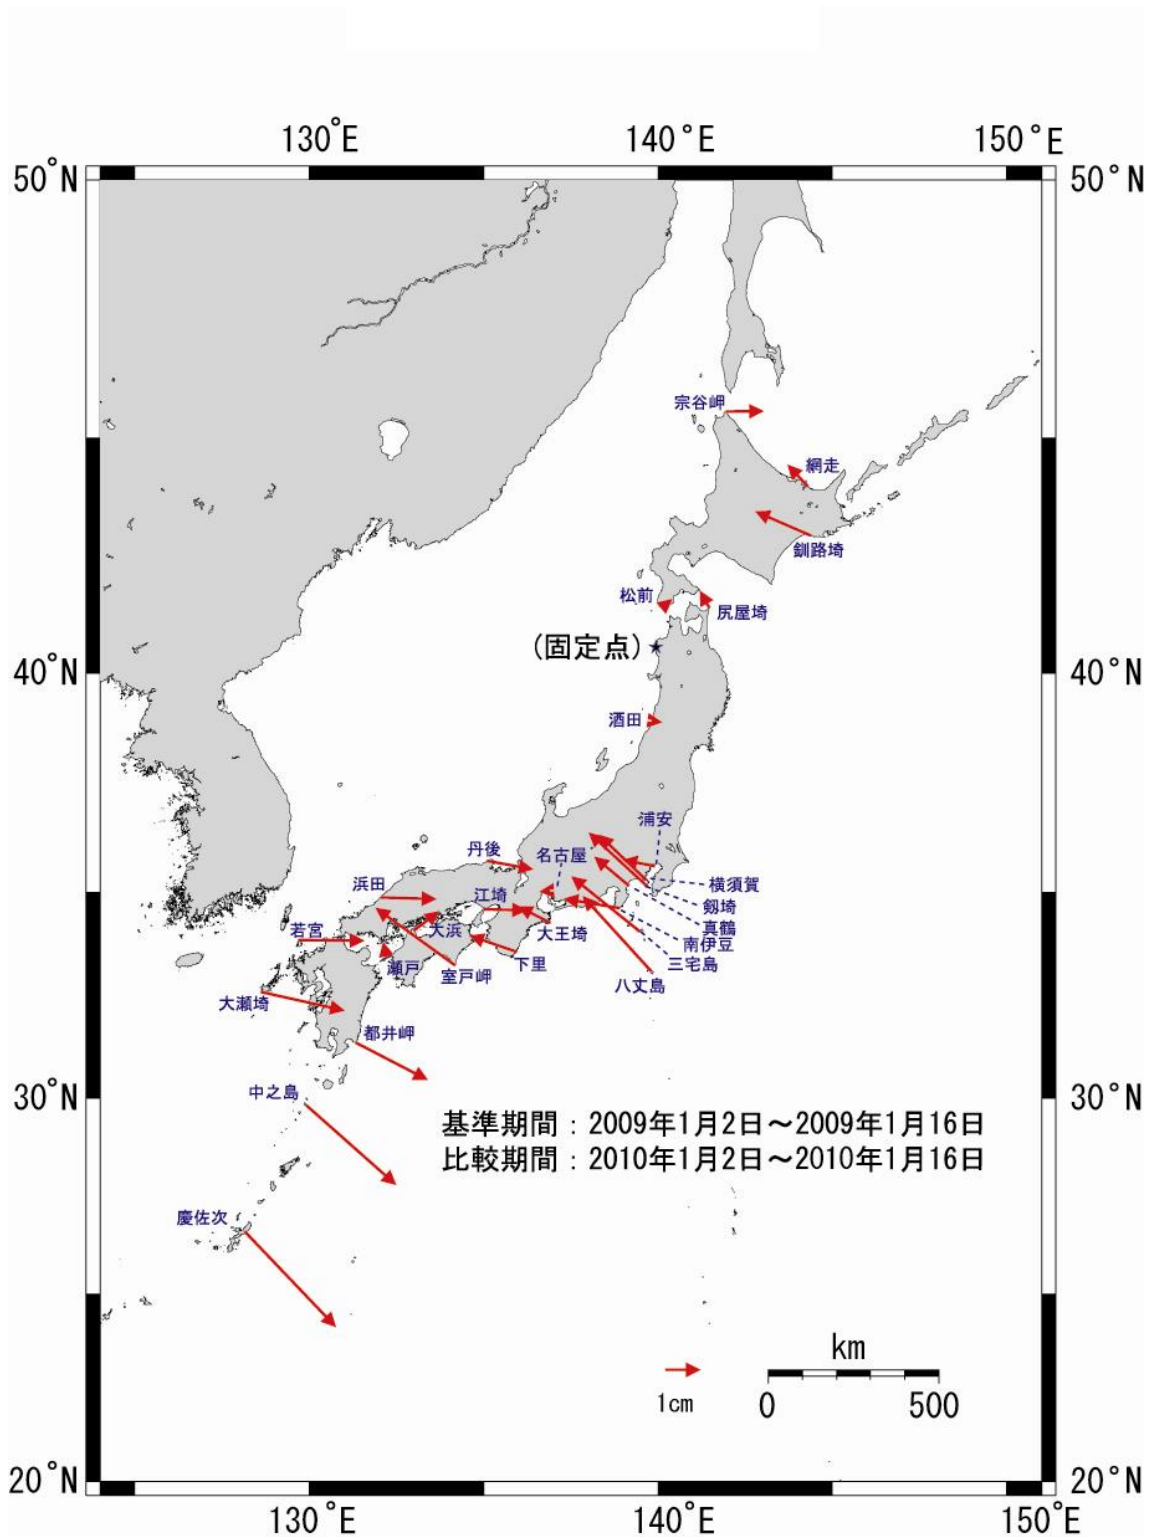 130°E 140°E 150°E
50°N 50°N
宗谷岬
網走
釧路埼
松前
尻屋埼
(固定点)
40°N 40°N
酒田
浦安
丹後 名古屋
浜田 江埼 横須賀
剱埼
若宮 大浜 大王埼 真鶴
南伊豆
瀬戸 室戸岬 下里 三宅島
八丈島
大瀬埼
都井岬
中之島
30°N 30°N
基準期間：2009年1月2日～2009年1月16日
比較期間：2010年1月2日～2010年1月16日
慶佐次
km
1cm 0 500
20°N 20°N
130°E 140°E 150°E